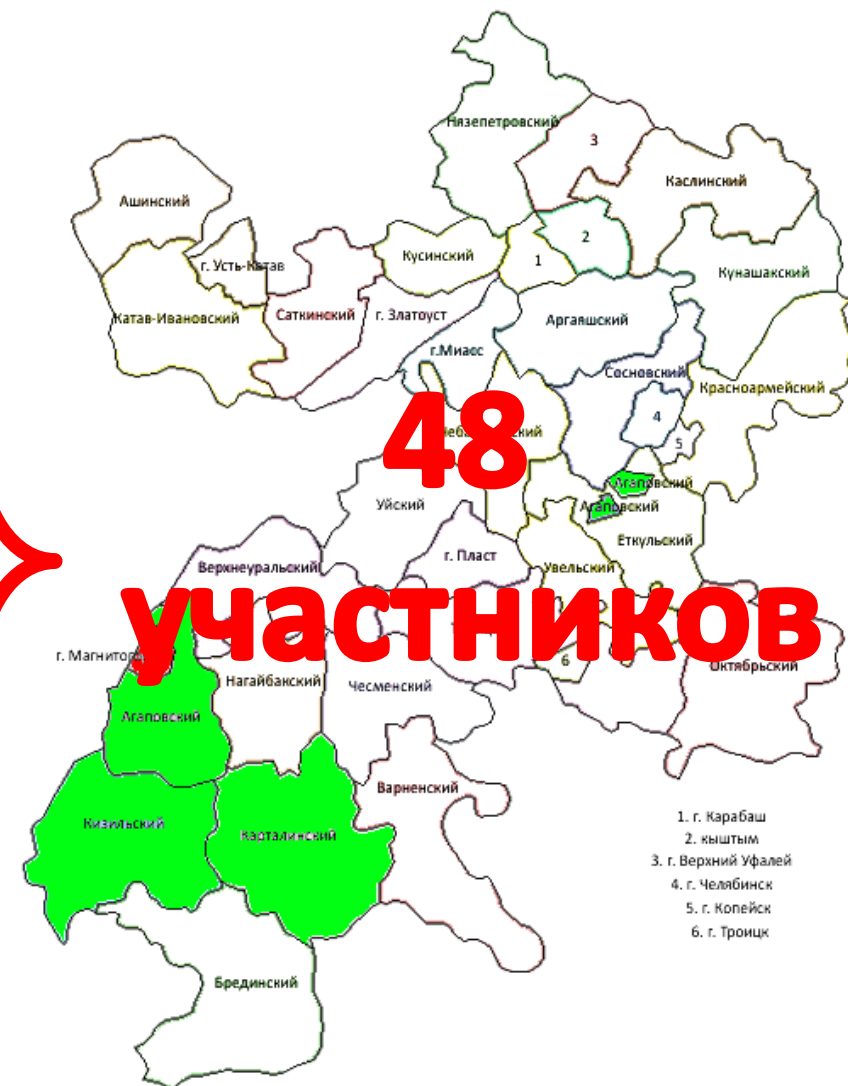 Нязепетровский
3
Каслинский
Ашинский
2
Кусинский
1
г. Усть-Катав
Кунашакский
Катав-Ивановский
Саткинский
г. Златоуст
Аргаяшский
г.Миасс
Сосновский
Красноармейский
4
5
48
Агаповский
Агаповский
Уйский
Еткульский
г. Пласт
Верхнеуральский
Увельский
участников
6
Октябрьский
Нагайбакский
Чесменский
Агаповский
Варненский
Кизильский
Карталинский
Брединский
1. г. Карабаш
2. кыштым
3. г. Верхний Уфалей
4. г. Челябинск
5. г. Копейск
6. г. Троицк